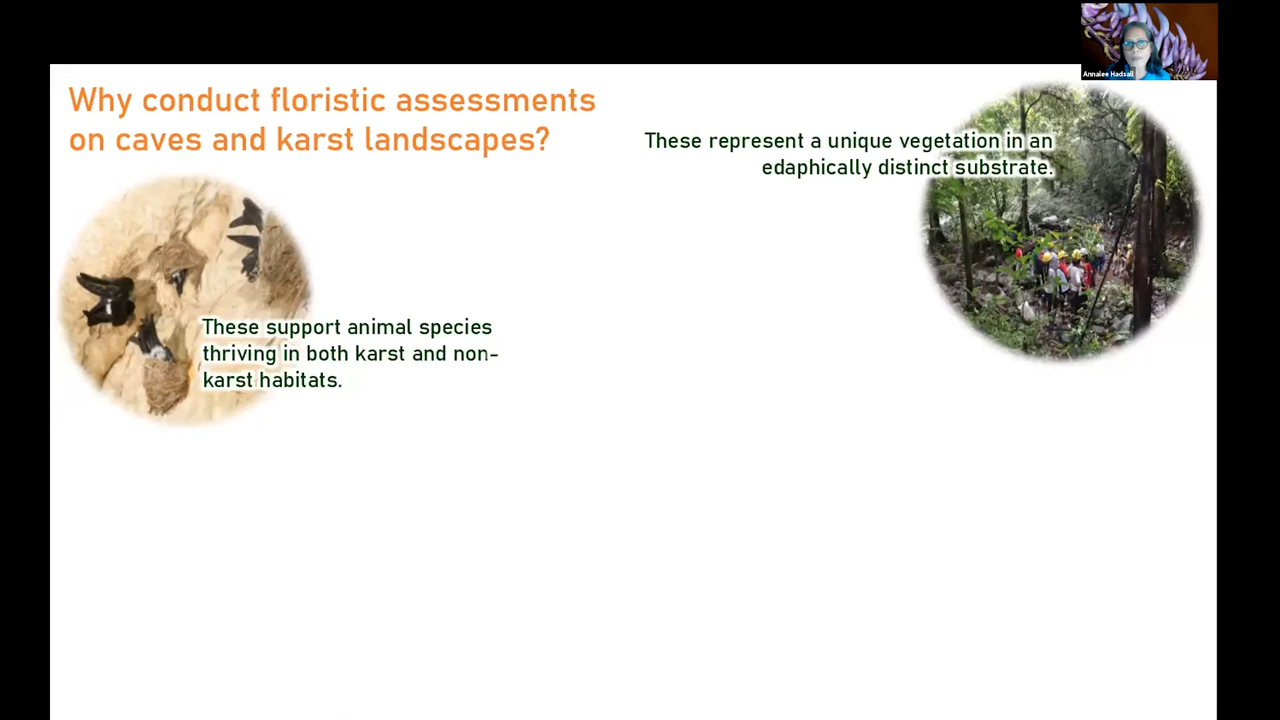 Annalee Hadsall
Why conduct floristic assessments
on caves and karst landscapes?
These represent a unique vegetation in an
edaphically distinct substrate.
These support animal species
thriving in both karst and non-
karst habitats.